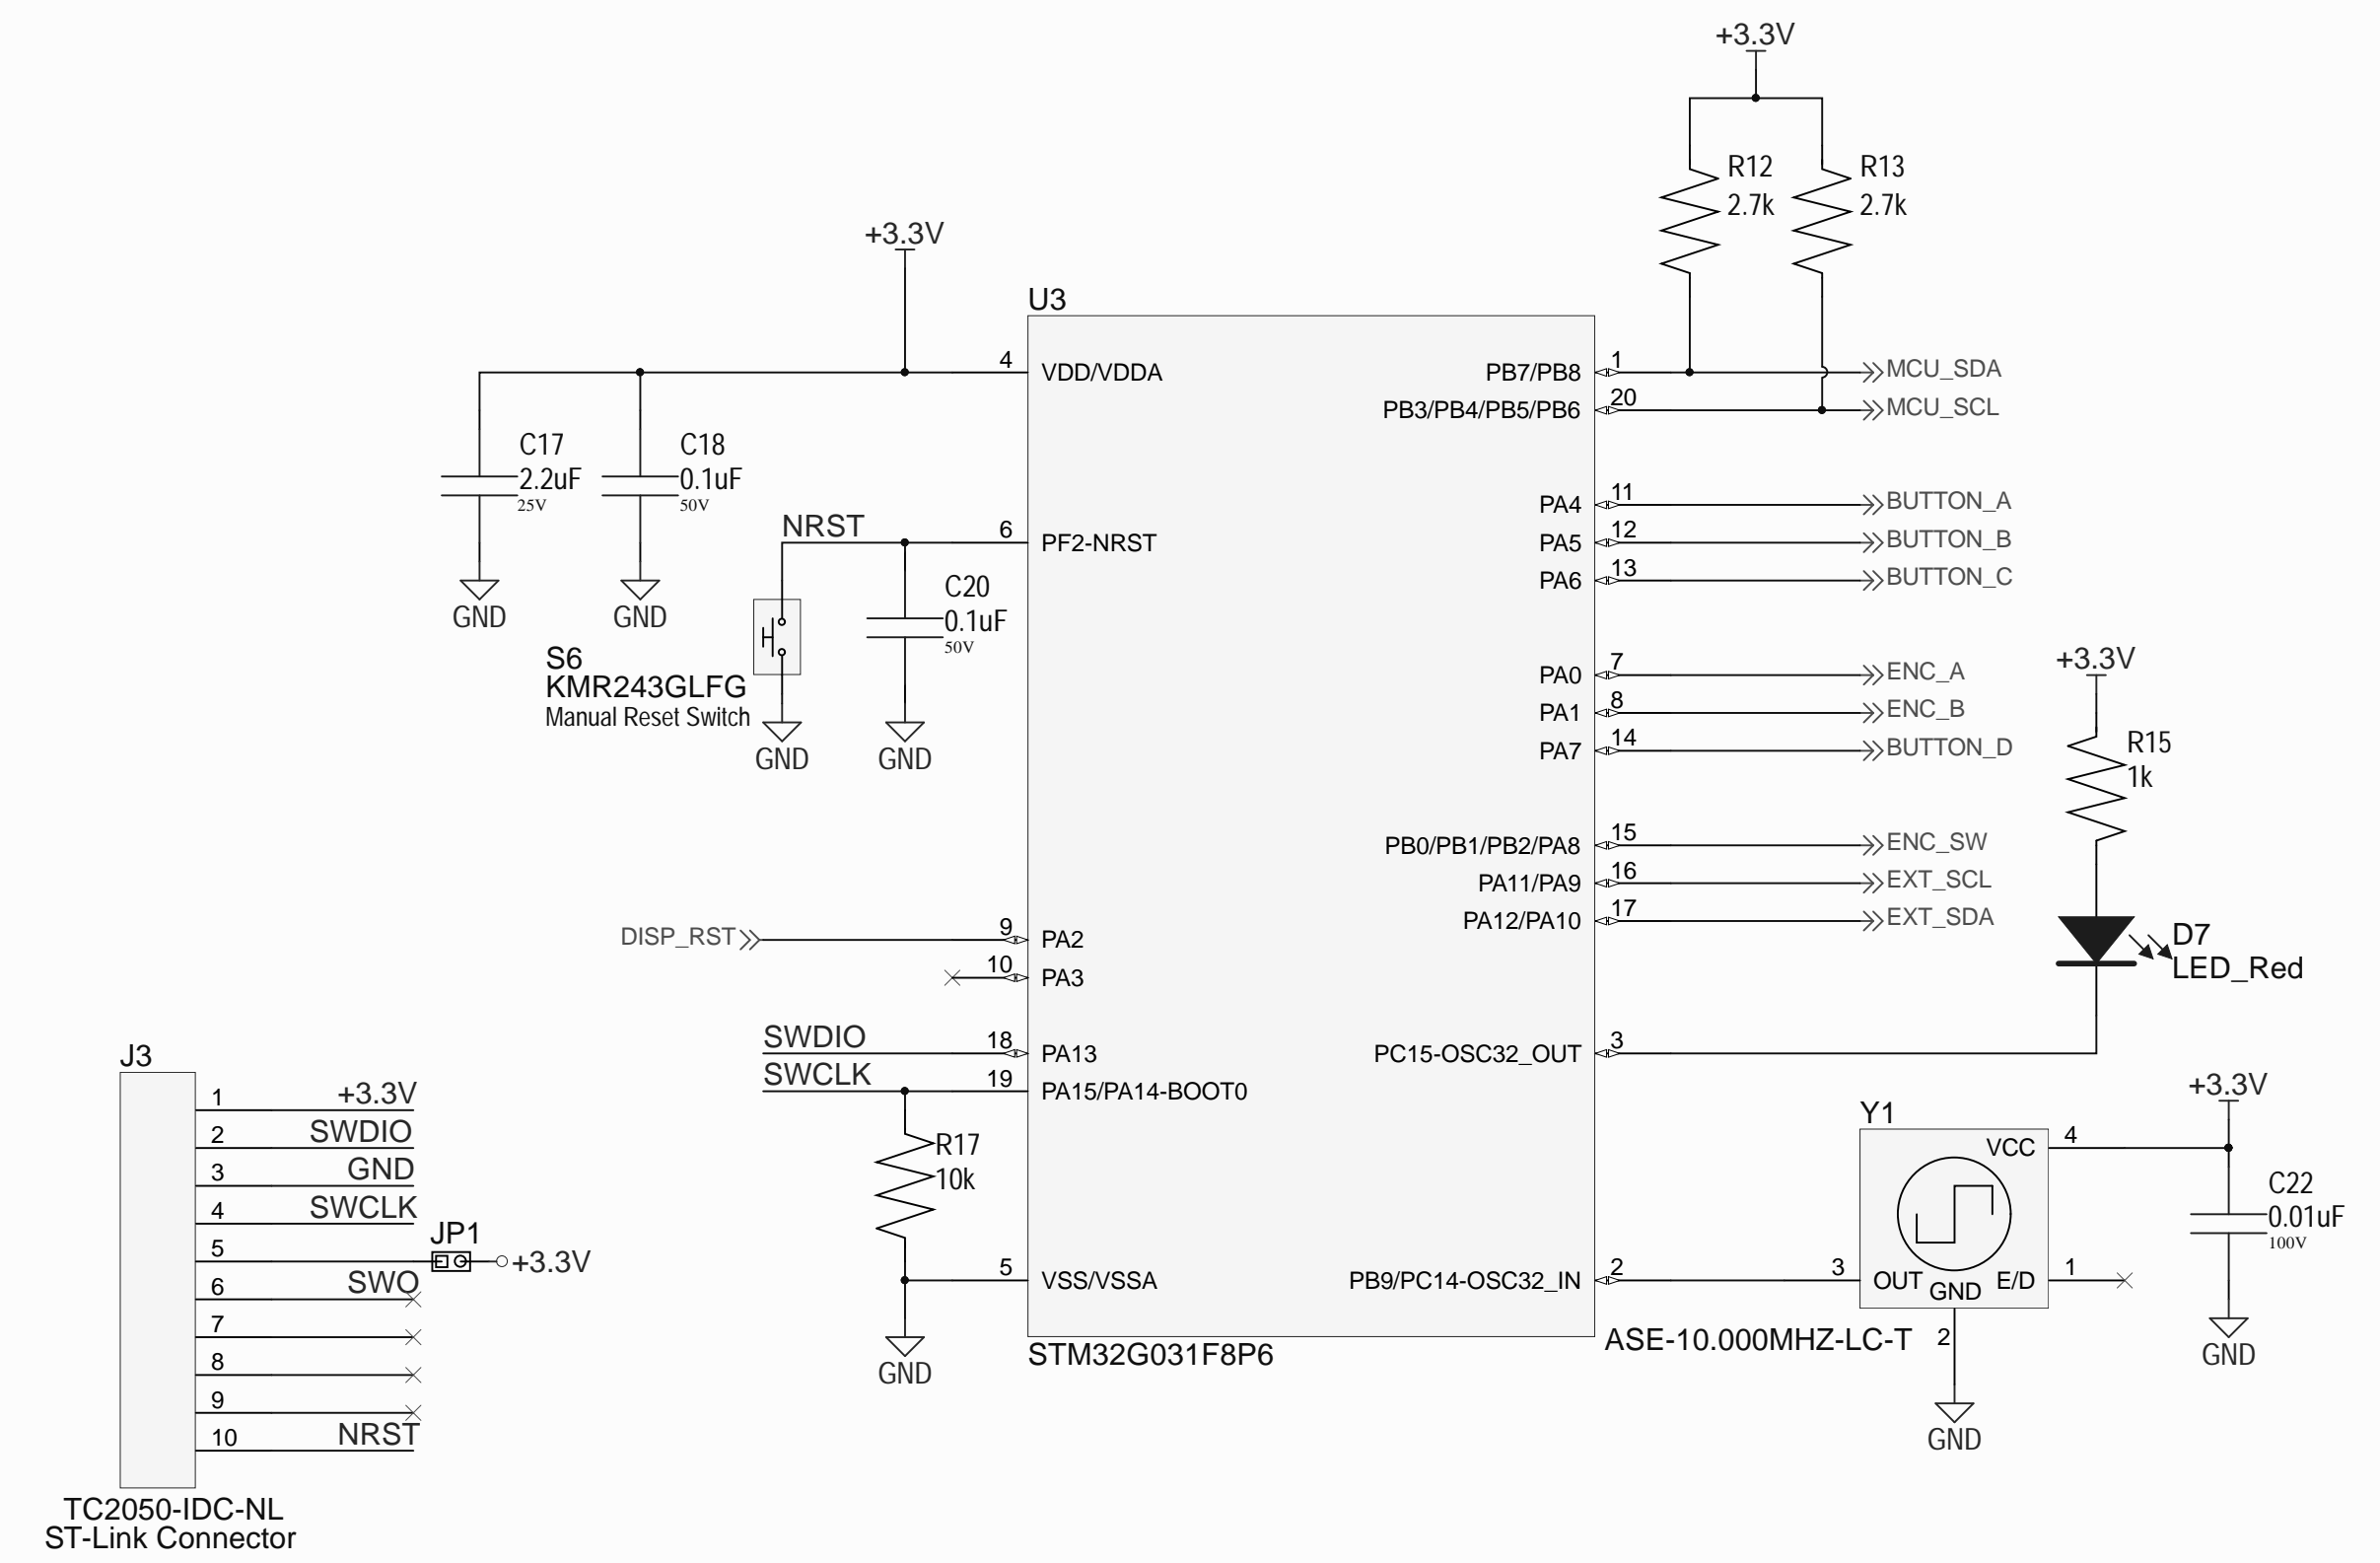 +3.3V
R12
2.7k
R13
2.7k
+3.3V
U3
4
VDD/VDDA
PB7/PB8
1
MCU_SDA
PB3/PB4/PB5/PB6
20
MCU_SCL
C17
2.2uF
25V
C18
0.1uF
50V
GND
GND
NRST
6
PF2-NRST
PA4
11
BUTTON_A
PA5
12
BUTTON_B
PA6
13
BUTTON_C
C20
0.1uF
50V
S6
KMR243GLFG
Manual Reset Switch
GND
GND
PA0
7
ENC_A
PA1
8
ENC_B
PA7
14
BUTTON_D
+3.3V
R15
1k
PB0/PB1/PB2/PA8
15
ENC_SW
PA11/PA9
16
EXT_SCL
PA12/PA10
17
EXT_SDA
D7
LED_Red
DISP_RST
9
PA2
10
PA3
SWDIO
18
PA13
SWCLK
19
PA15/PA14-BOOT0
PC15-OSC32_OUT
3
R17
10k
5
VSS/VSSA
GND
PB9/PC14-OSC32_IN
2
STM32G031F8P6
Y1
VCC
4
+3.3V
C22
0.01uF
100V
3
OUT
GND
E/D
1
ASE-10.000MHZ-LC-T
2
GND
GND
J3
1
+3.3V
2
SWDIO
3
GND
4
SWCLK
5
JP1
+3.3V
6
SWO
7
8
9
10
NRST
TC2050-IDC-NL
ST-Link Connector